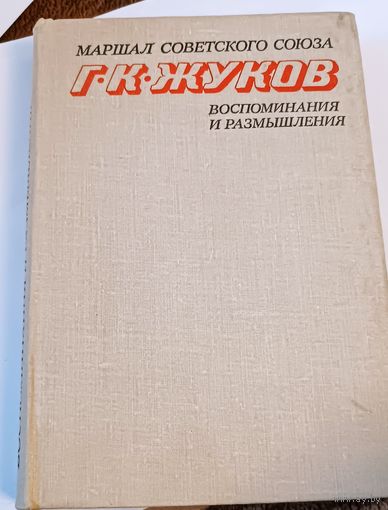 МАРШАЛ СОВЕТСКОГО СОЮЗА
Г·К·ЖУКОВ
ВОСПОМИНАНИЯ
И РАЗМЫШЛЕНИЯ